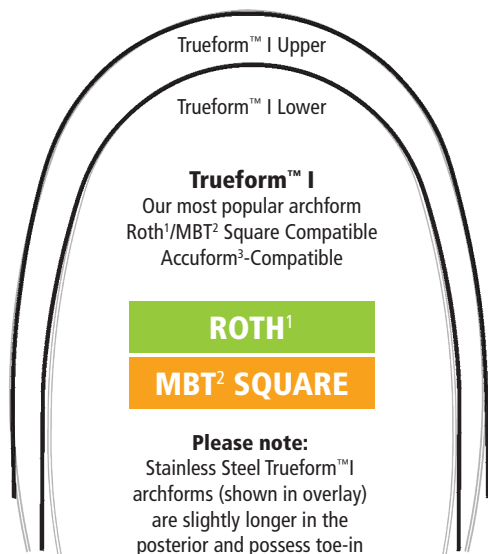 Trueform™ I Upper
Trueform™ I Lower
Trueform™ I
Our most popular archform
Roth¹/MBT² Square Compatible
Accuform³-Compatible
ROTH¹
MBT² SQUARE
Please note:
Stainless Steel Trueform™I
archforms (shown in overlay)
are slightly longer in the
posterior and possess toe-in